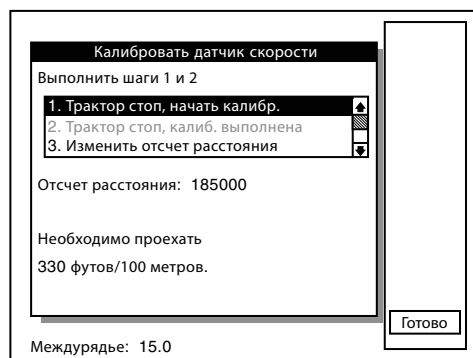 Калибровать датчик скорости
Выполнить шаги 1 и 2
1. Трактор стоп, начать калибр.
2. Трактор стоп, калиб. выполнена
3. Изменить отсчет расстояния
Отсчет расстояния: 185000
Необходимо проехать
330 футов/100 метров.
Готово
Междурядье: 15.0